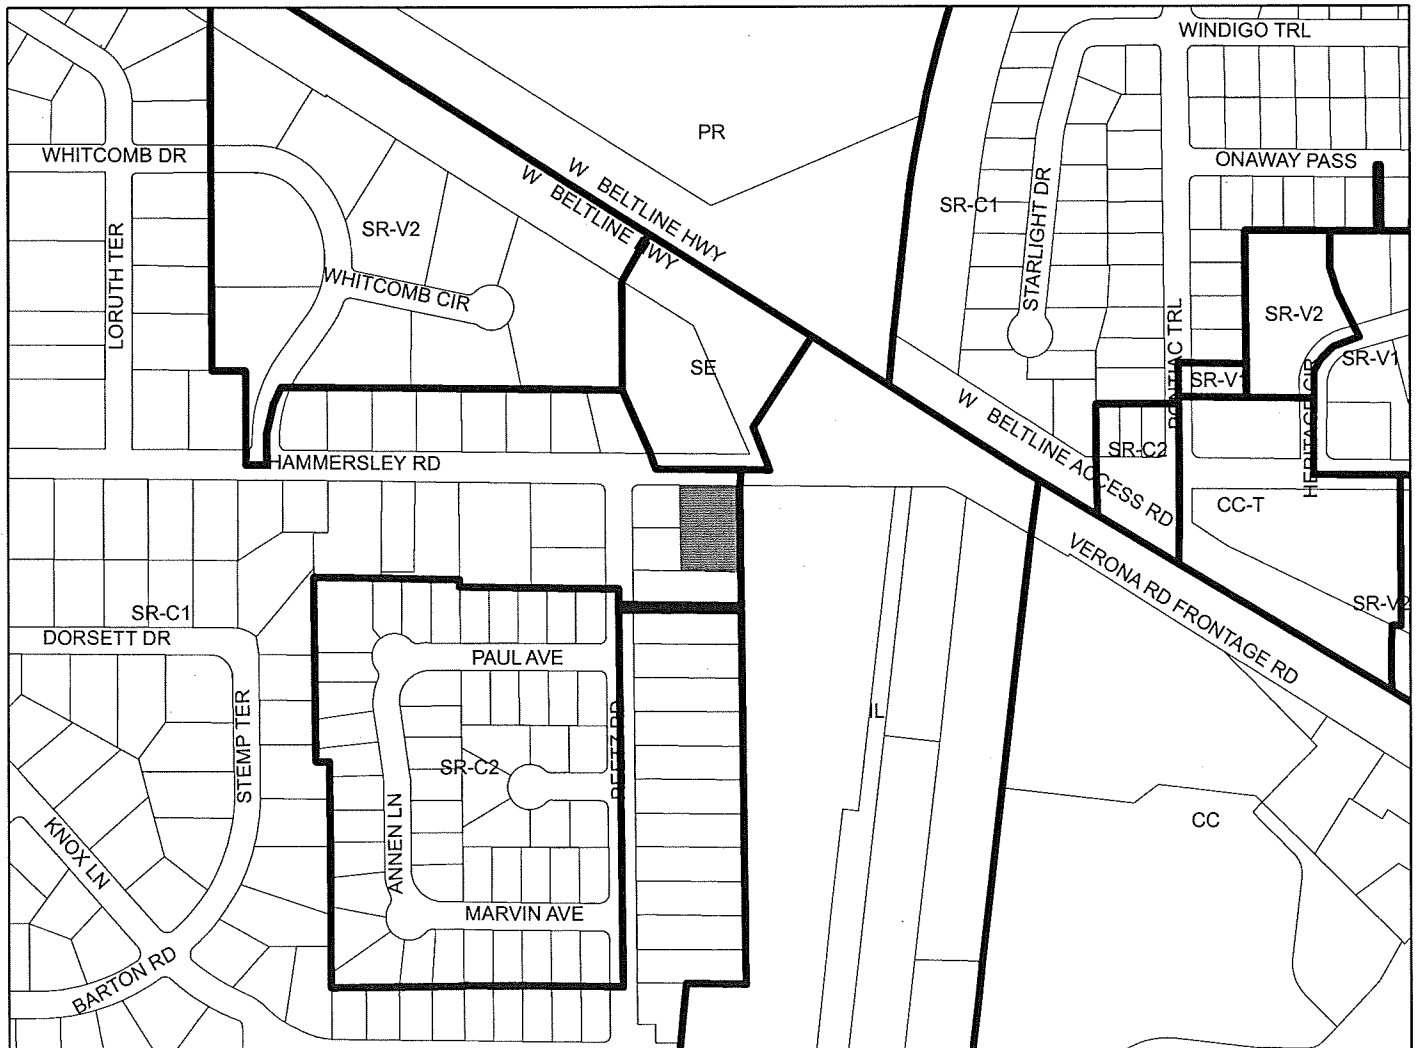 WINDIGO TRL
PR
WHITCOMB DR
W BELTLINE HWY
W BELTLINE HWY
ONAWAY PASS
SR-C1
STARLIGHT DR
SR-V2
LORUTH TER
WHITCOMB CIR
PONTIAC TRL
SR-V2
SR-V1
SE
SR-V1
HERITAGE CIR
W BELTLINE ACCESS RD
SR-C2
HAMMERSLEY RD
CC-T
VERONA RD FRONTAGE RD
SR-V2
SR-C1
DORSETT DR
PAUL AVE
STEMP TER
REETZ RD
IL
SR-C2
CC
KNOX LN
ANNEN LN
MARVIN AVE
BARTON RD